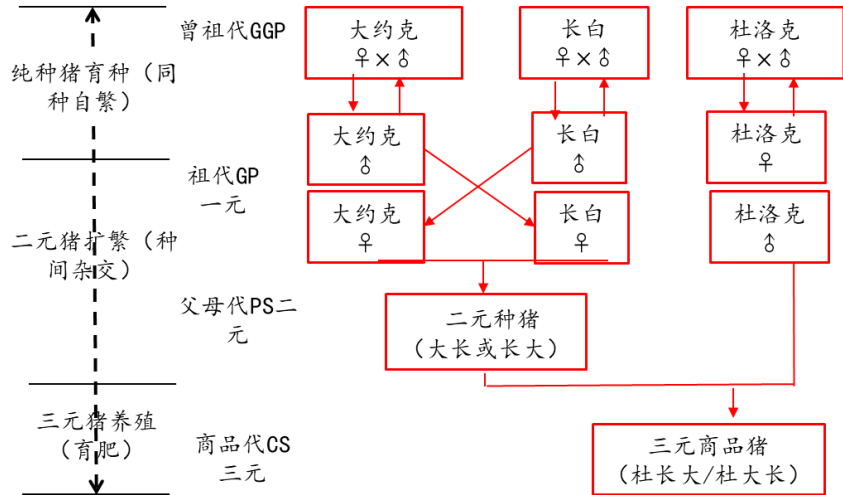 曾祖代GGP
大约克
♀×♂
长白
♀×♂
杜洛克
♀×♂
纯种猪育种（同
种自繁）
大约克
♂
长白
♂
杜洛克
♀
祖代GP
一元
大约克
♀
长白
♀
杜洛克
♂
二元猪扩繁（种
间杂交）
父母代PS二
元
二元种猪
（大长或长大）
三元猪养殖
（育肥）
商品代CS
三元
三元商品猪
（杜长大/杜大长）